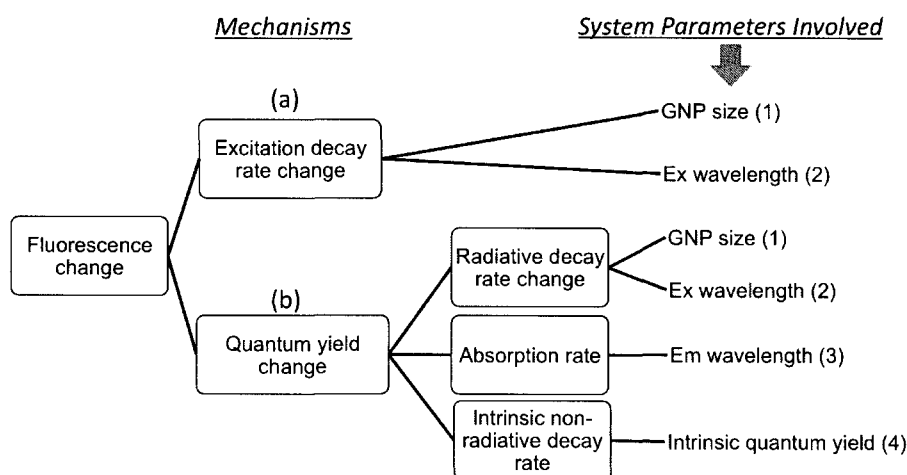 Mechanisms
System Parameters Involved
(a)
Excitation decay
rate change
GNP size (1)
Ex wavelength (2)
Fluorescence
change
(b)
Quantum yield
change
Radiative decay
rate change
GNP size (1)
Ex wavelength (2)
Absorption rate
Em wavelength (3)
Intrinsic non-
radiative decay
rate
Intrinsic quantum yield (4)